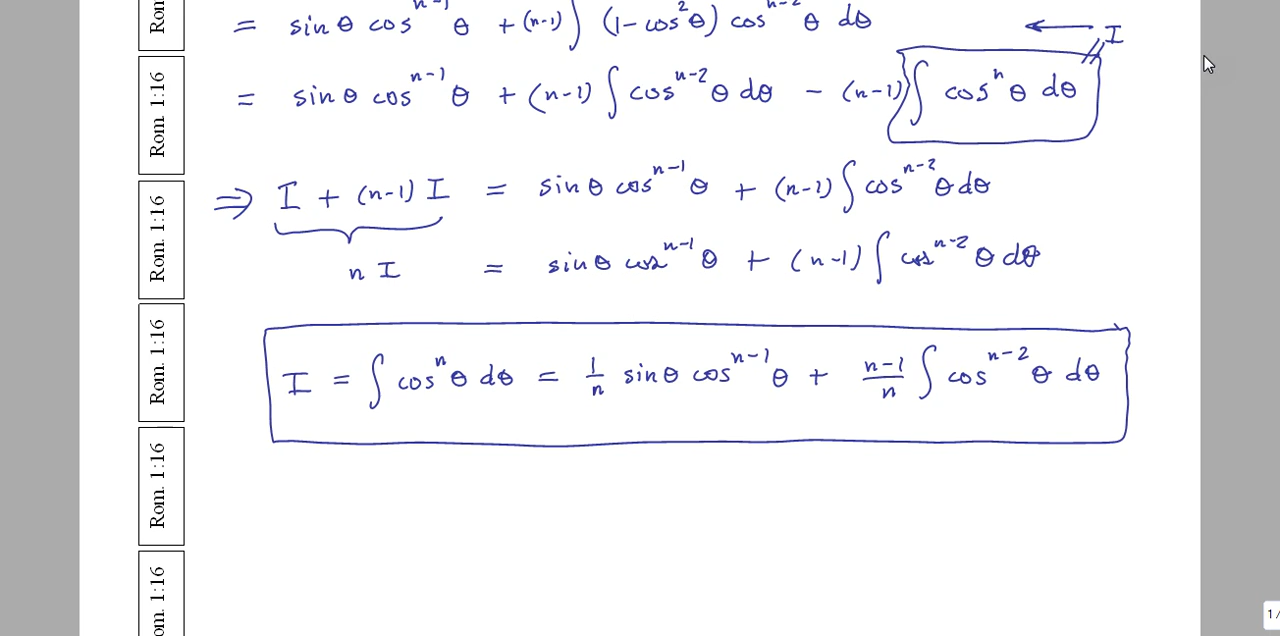 Rom. 1:16
Rom. 1:16
Rom. 1:16
Rom. 1:16
Rom. 1:16
= sin θ cos^{n-1} θ + (n-1) ∫ (1 - cos^2 θ) cos^{n-2} θ dθ
I
= sin θ cos^{n-1} θ + (n-1) ∫ cos^{n-2} θ dθ - (n-1) ∫ cos^n θ dθ
⇒ I + (n-1) I = sin θ cos^{n-1} θ + (n-1) ∫ cos^{n-2} θ dθ
n I = sin θ cos^{n-1} θ + (n-1) ∫ cos^{n-2} θ dθ
I = ∫ cos^n θ dθ = 1/n sin θ cos^{n-1} θ + (n-1)/n ∫ cos^{n-2} θ dθ
1/